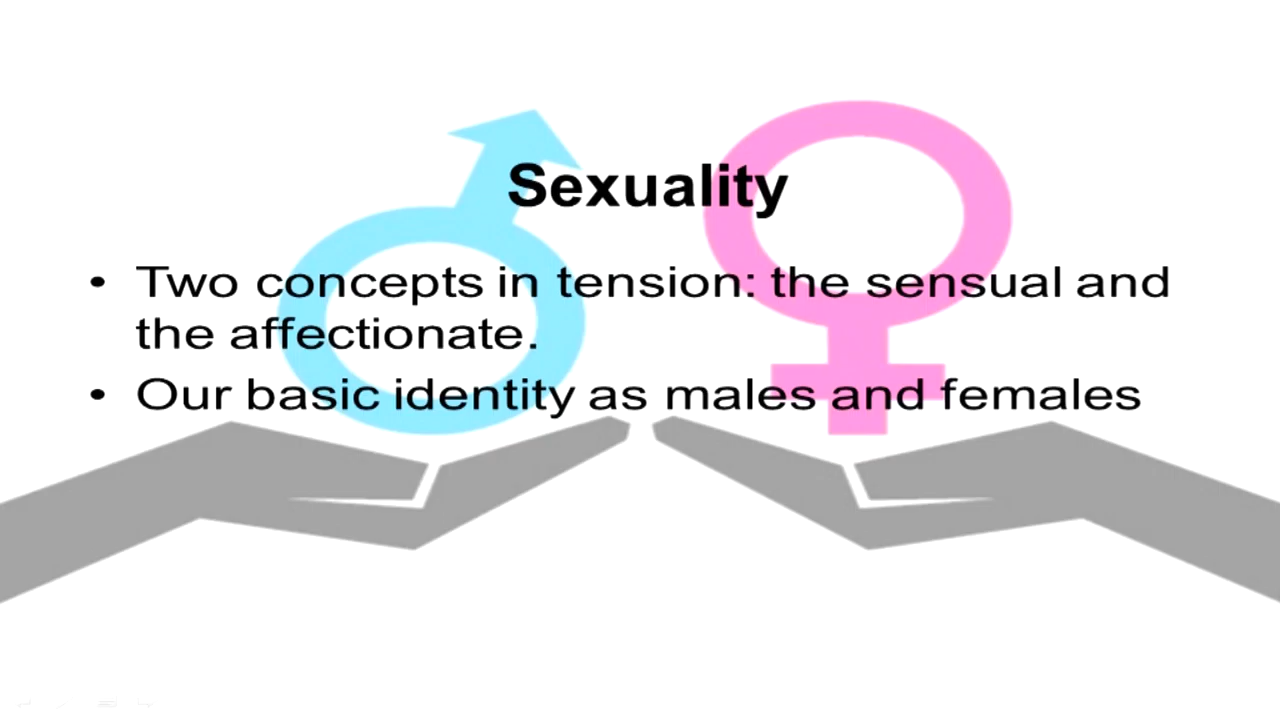 Sexuality
• Two concepts in tension: the sensual and
the affectionate.
• Our basic identity as males and females